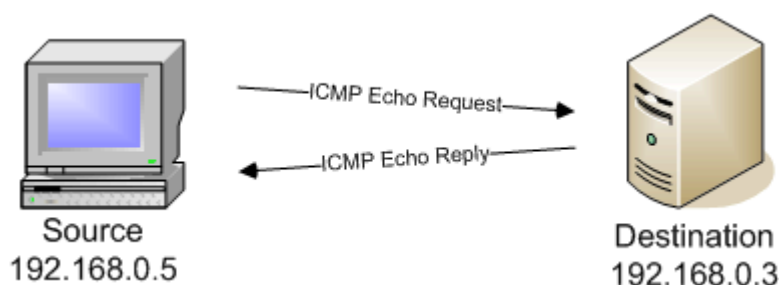 ICMP Echo Request
ICMP Echo Reply
Source
192.168.0.5
Destination
192.168.0.3